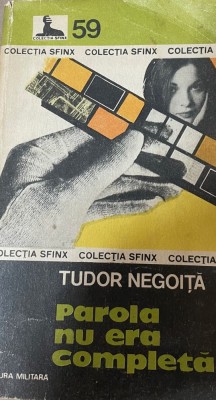 COLECȚIA SFINX
59
COLECȚIA SFINX COLECȚIA SFINX COLECȚIA
COLECȚIA SFINX COLECȚIA SFINX COLECȚIA
TUDOR NEGOIȚĂ
Parola
nu era
completă
URA MILITARA